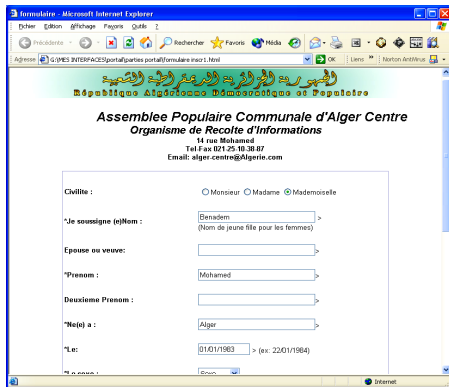 formulaire - Microsoft Internet Explorer
Fichier Edition Affichage Favoris Outils ?
Précédente Rechercher Favoris Média
Adresse G:\MES INTERFACES\portail\parties portail\formulaire inscr1.html OK Liens » Norton AntiVirus
الجمهورية الجزائرية الديمقراطية الشعبية
République Algérienne Démocratique et Populaire
Assemblee Populaire Communale d'Alger Centre
Organisme de Recolte d'Informations
14 rue Mohamed
Tel-Fax 021-25-10-38-87
Email: alger-centre@Algerie.com
Civilite : Monsieur Madame Mademoiselle
*Je soussigne (e)Nom : Benadem >
(Nom de jeune fille pour les femmes)
Epouse ou veuve: >
*Prenom : Mohamed >
Deuxieme Prenom : >
*Ne(e) a : Alger >
*Le: 01/01/1983 > (ex: 22/01/1984)
*Le sexe : Sexe
Internet